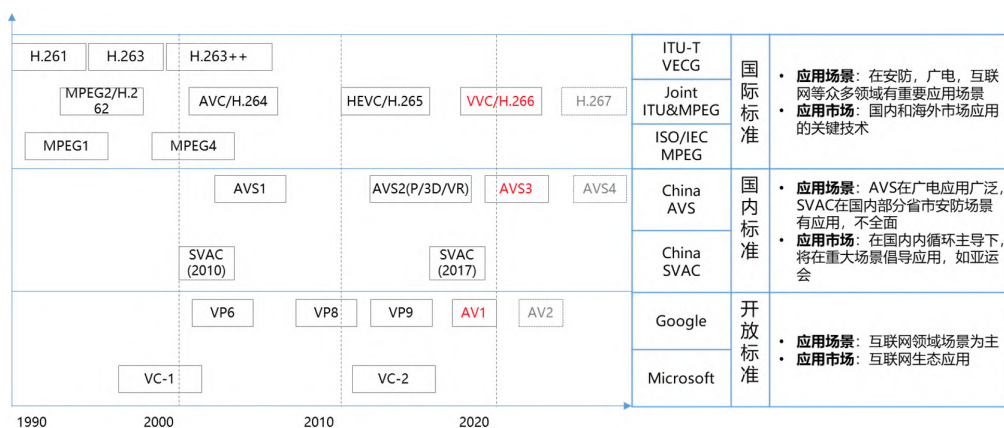 H.261
H.263
H.263++
MPEG2/H.2
62
AVC/H.264
HEVC/H.265
VVC/H.266
H.267
MPEG1
MPEG4
ITU-T
VECG
Joint
ITU&MPEG
ISO/IEC
MPEG
国际标准
• 应用场景：在安防，广电，互联
网等众多领域有重要应用场景
• 应用市场：国内和海外市场应用
的关键技术
AVS1
AVS2(P/3D/VR)
AVS3
AVS4
SVAC
(2010)
SVAC
(2017)
China
AVS
China
SVAC
国内标准
• 应用场景：AVS在广电应用广泛，
SVAC在国内部分省市安防场景
有应用，不全面
• 应用市场：在国内内循环主导下，
将在重大场景倡导应用，如亚运
会
VP6
VP8
VP9
AV1
AV2
VC-1
VC-2
Google
Microsoft
开放标准
• 应用场景：互联网领域场景为主
• 应用市场：互联网生态应用
1990
2000
2010
2020